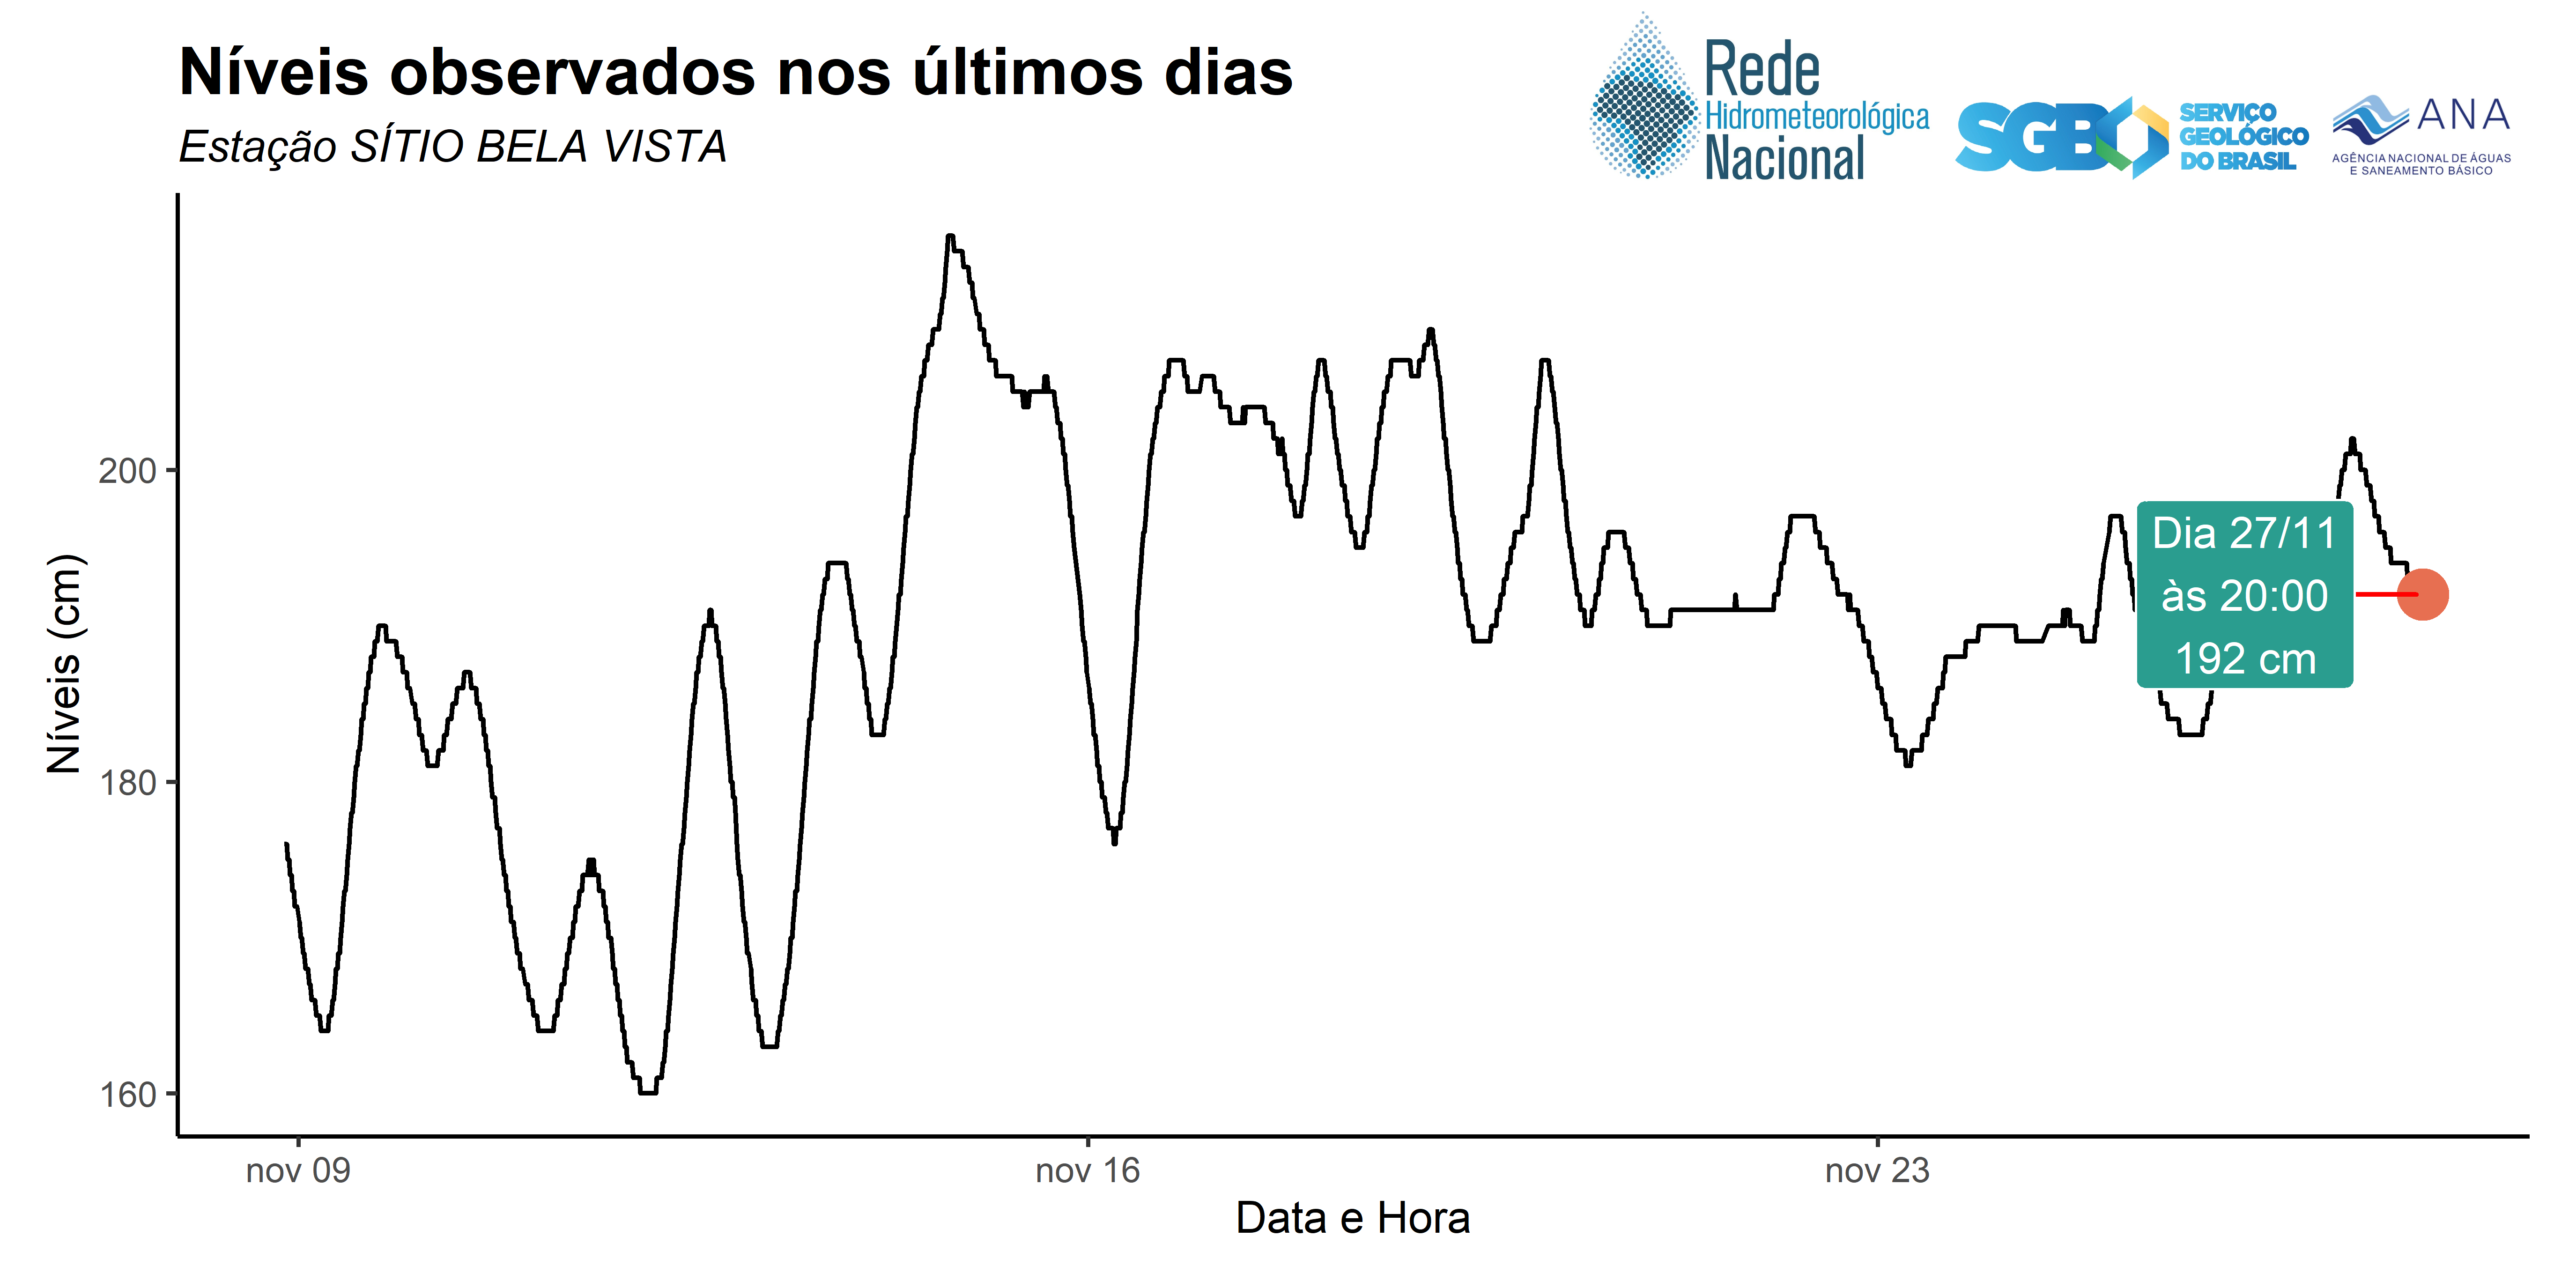 Níveis observados nos últimos dias
Estação SÍTIO BELA VISTA
Rede
Hidrometeorológica
Nacional
SGB
SERVIÇO
GEOLÓGICO
DO BRASIL
ANA
AGÊNCIA NACIONAL DE ÁGUAS
E SANEAMENTO BÁSICO
Níveis (cm)
200
180
160
Dia 27/11
às 20:00
192 cm
nov 09
nov 16
nov 23
Data e Hora